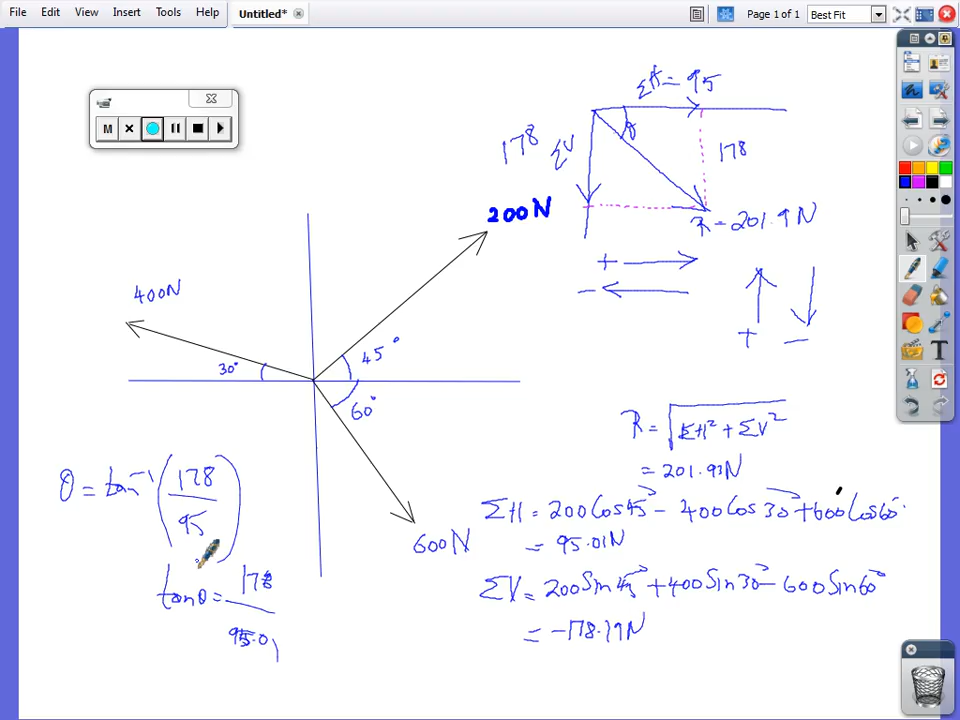 File Edit View Insert Tools Help Untitled* Page 1 of 1 Best Fit
M
ΣH = 95
θ
178 ΣV
178
R = 201.9N
200N
+
-
+ -
400N
30°
45°
60°
600N
R = √ΣH² + ΣV²
= 201.93N
ΣH = 200Cos45° - 400Cos30° + 600Cos60°
= 95.01N
ΣV = 200Sin45° + 400Sin30° - 600Sin60°
= -178.19N
θ = tan⁻¹ (178/95)
tanθ = 178/95.01
T